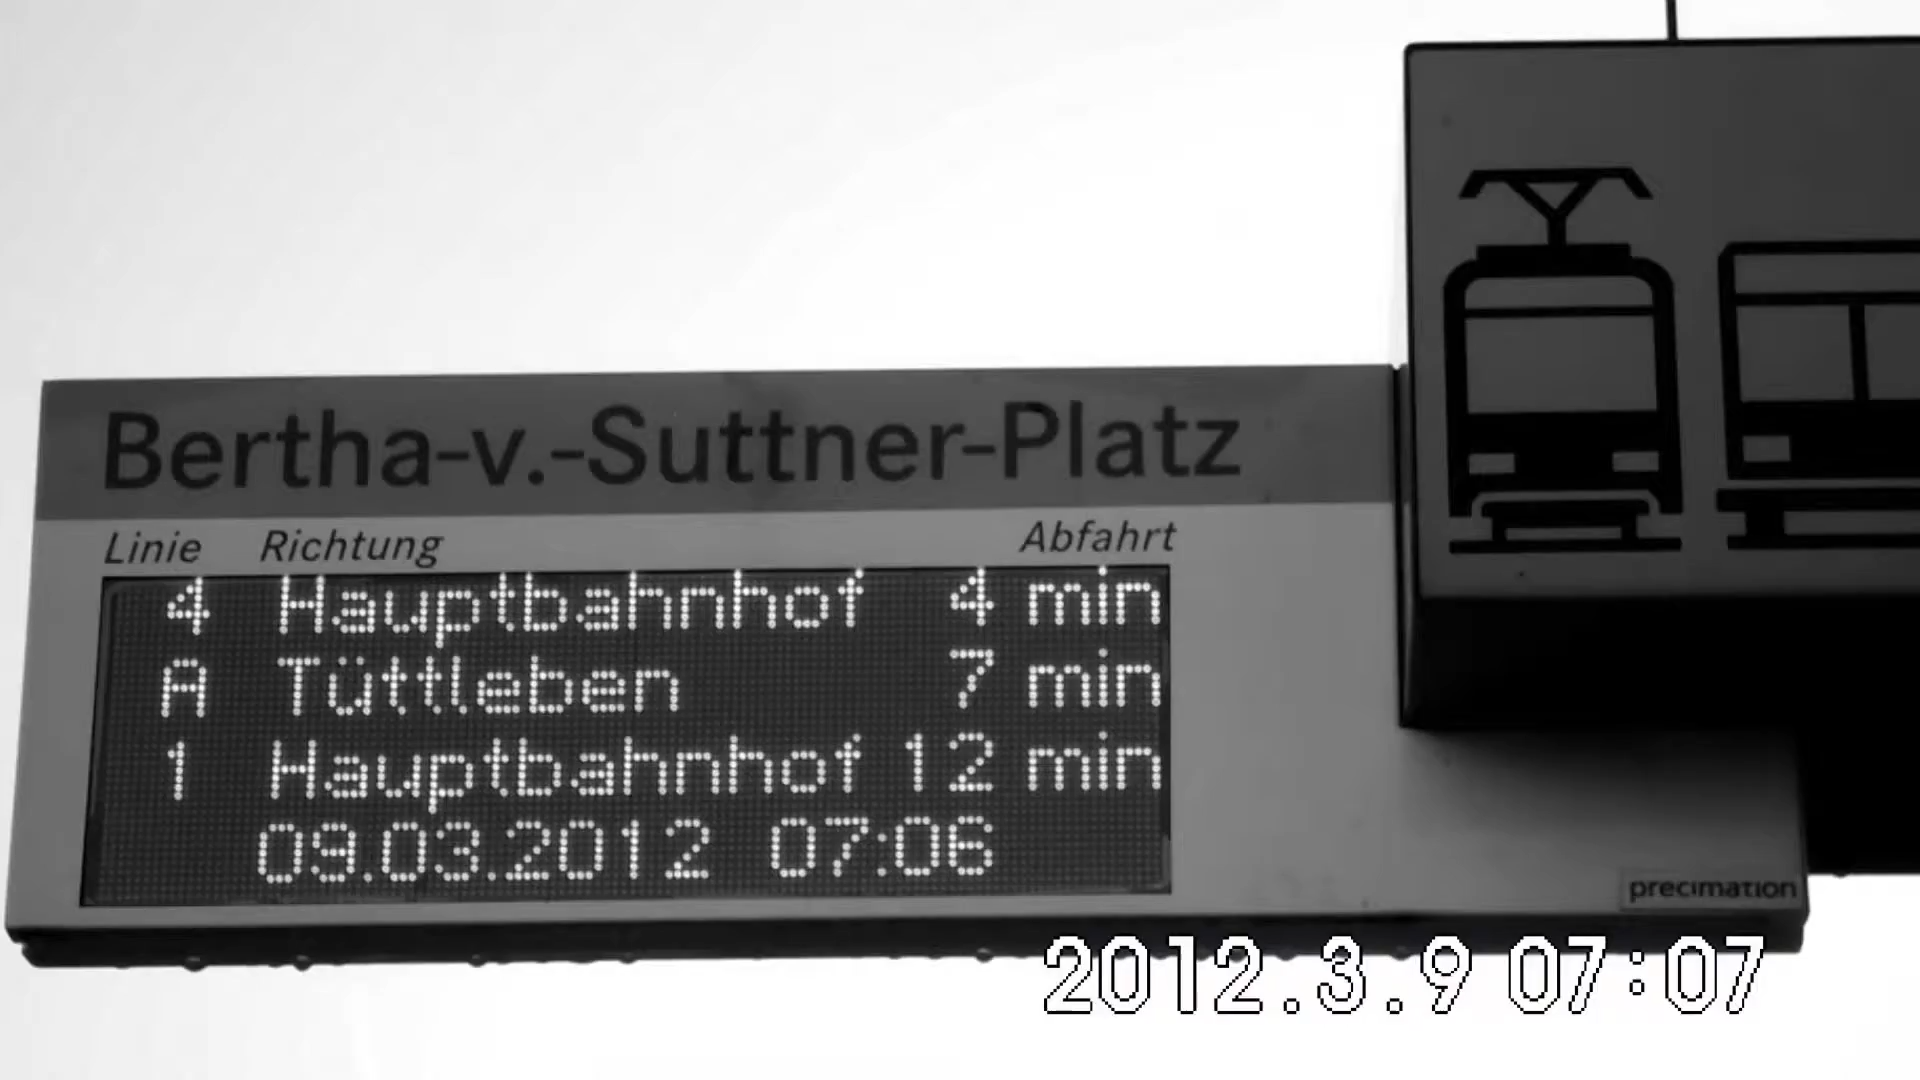 Bertha-v.-Suttner-Platz
Linie Richtung Abfahrt
4 Hauptbahnhof 4 min
A Tüttleben 7 min
1 Hauptbahnhof 12 min
09.03.2012 07:06
precimation
2012.3.9 07:07